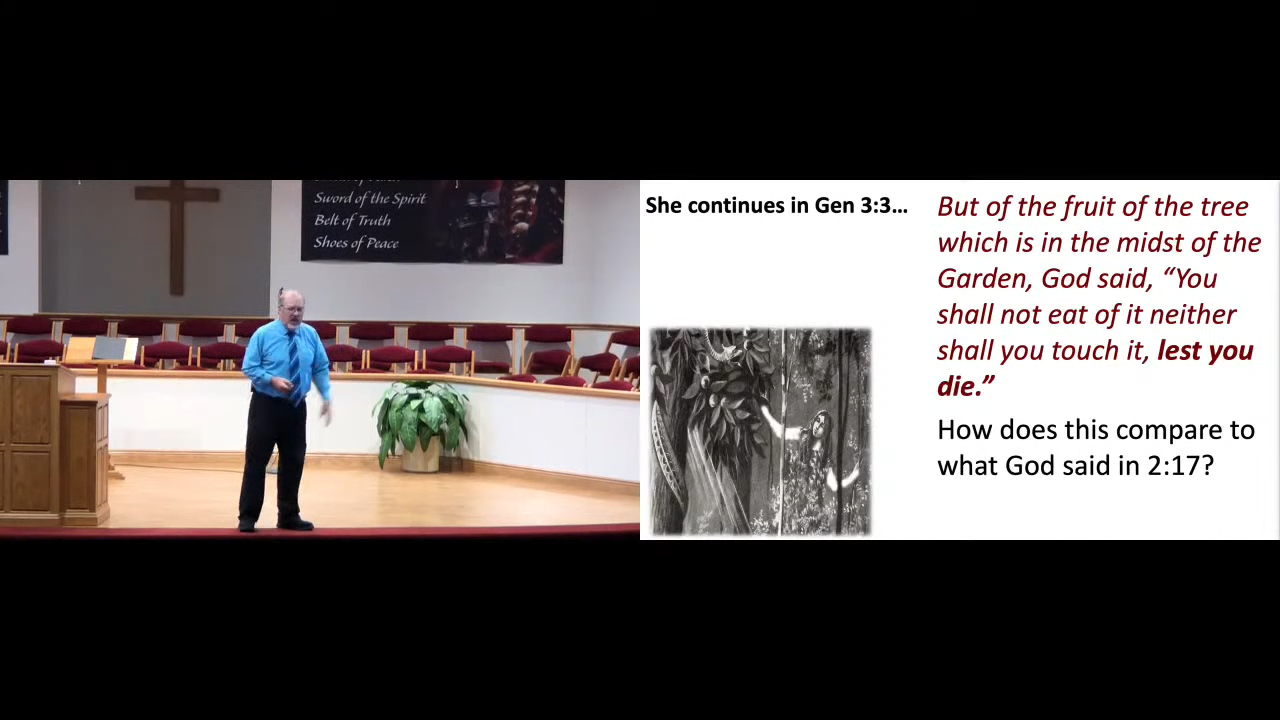 Sword of the Spirit
Belt of Truth
Shoes of Peace
She continues in Gen 3:3…
But of the fruit of the tree
which is in the midst of the
Garden, God said, “You
shall not eat of it neither
shall you touch it, lest you
die.”
How does this compare to
what God said in 2:17?